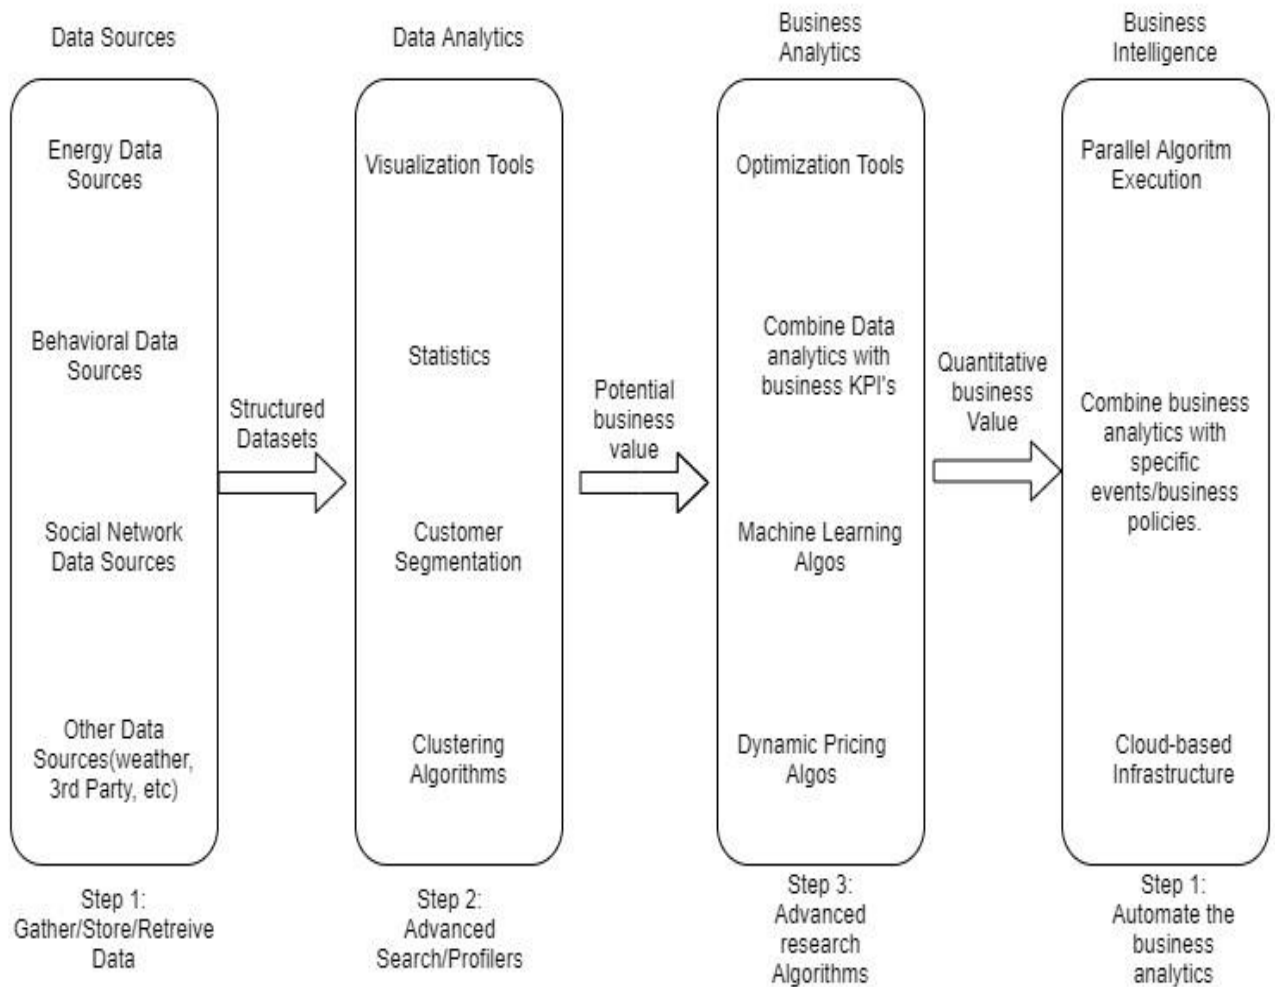 Data Sources
Energy Data
Sources
Behavioral Data
Sources
Social Network
Data Sources
Other Data
Sources(weather,
3rd Party, etc)
Step 1:
Gather/Store/Retreive
Data
Structured
Datasets
Data Analytics
Visualization Tools
Statistics
Customer
Segmentation
Clustering
Algorithms
Step 2:
Advanced
Search/Profilers
Potential
business
value
Business
Analytics
Optimization Tools
Combine Data
analytics with
business KPI's
Machine Learning
Algos
Dynamic Pricing
Algos
Step 3:
Advanced
research
Algorithms
Quantitative
business
Value
Business
Intelligence
Parallel Algoritm
Execution
Combine business
analytics with
specific
events/business
policies.
Cloud-based
Infrastructure
Step 1:
Automate the
business
analytics